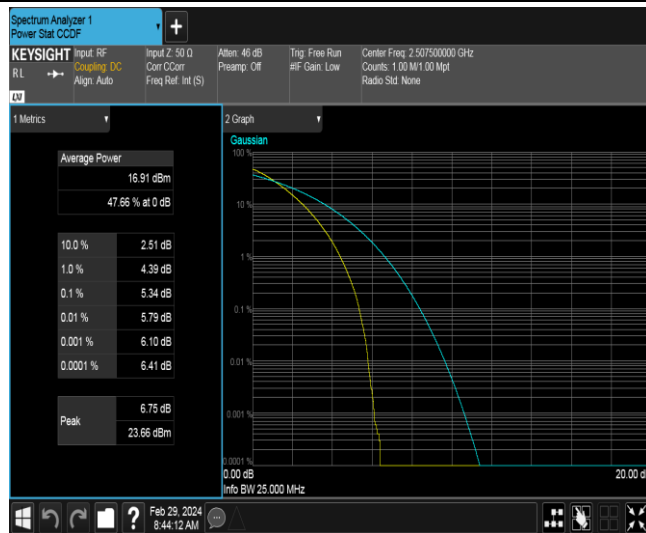 Spectrum Analyzer 1
Power Stat CCDF
+
KEYSIGHT
RL
LXI
Input: RF
Coupling: DC
Align: Auto
Input Z: 50 Ω
Corr CCorr
Freq Ref: Int (S)
Atten: 46 dB
Preamp: Off
Trig: Free Run
#IF Gain: Low
Center Freq: 2.507500000 GHz
Counts: 1.00 M/1.00 Mpt
Radio Std: None
1 Metrics
Average Power
16.91 dBm
47.66 % at 0 dB
10.0 % 2.51 dB
1.0 % 4.39 dB
0.1 % 5.34 dB
0.01 % 5.79 dB
0.001 % 6.10 dB
0.0001 % 6.41 dB
Peak
6.75 dB
23.66 dBm
2 Graph
Gaussian
100 %
10 %
1 %
0.1 %
0.01 %
0.001 %
0.0001 %
0.00 dB
20.00 d
Info BW 25.000 MHz
?
Feb 29, 2024
8:44:12 AM